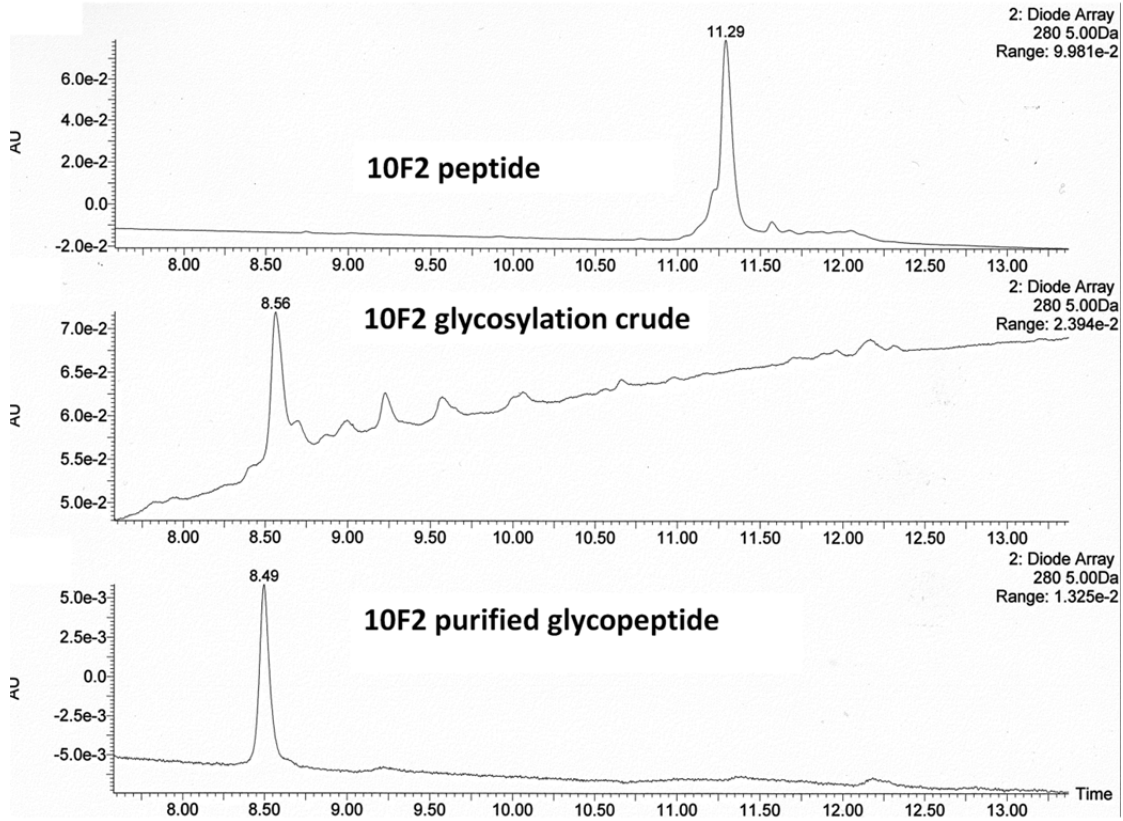 2: Diode Array
280 5.00Da
Range: 9.981e-2
11.29
AU
6.0e-2
4.0e-2
2.0e-2
0.0
-2.0e-2
10F2 peptide
8.00 8.50 9.00 9.50 10.00 10.50 11.00 11.50 12.00 12.50 13.00
2: Diode Array
280 5.00Da
Range: 2.394e-2
8.56
AU
7.0e-2
6.5e-2
6.0e-2
5.5e-2
5.0e-2
10F2 glycosylation crude
8.00 8.50 9.00 9.50 10.00 10.50 11.00 11.50 12.00 12.50 13.00
2: Diode Array
280 5.00Da
Range: 1.325e-2
8.49
AU
5.0e-3
2.5e-3
0.0
-2.5e-3
-5.0e-3
10F2 purified glycopeptide
Time
8.00 8.50 9.00 9.50 10.00 10.50 11.00 11.50 12.00 12.50 13.00